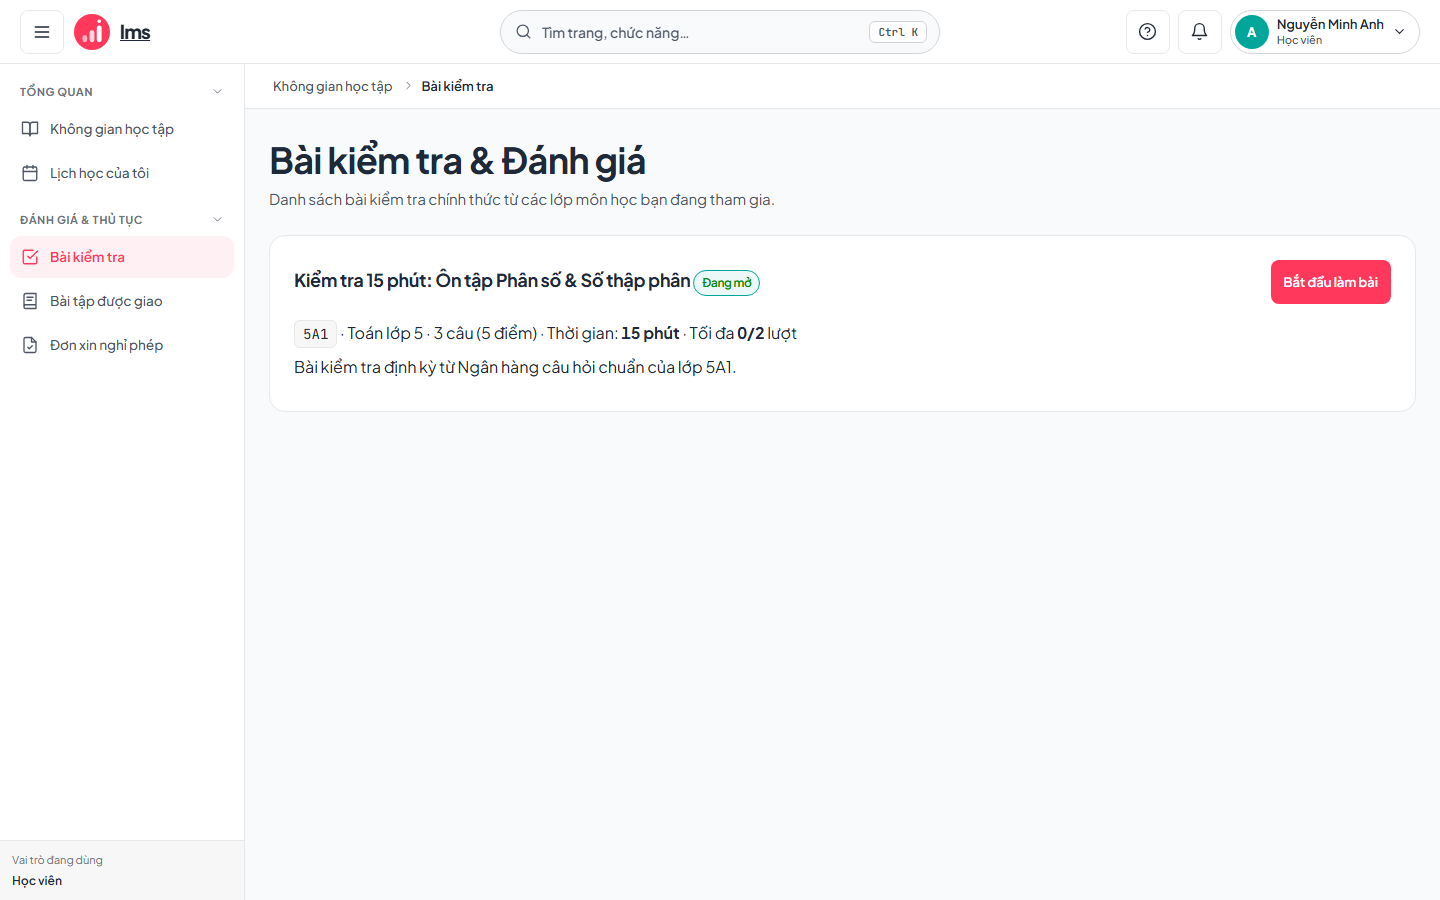 lms
Tìm trang, chức năng...
Ctrl K
A
Nguyễn Minh Anh
Học viên
TỔNG QUAN
Không gian học tập
Lịch học của tôi
ĐÁNH GIÁ & THỦ TỤC
Bài kiểm tra
Bài tập được giao
Đơn xin nghỉ phép
Vai trò đang dùng
Học viên
Không gian học tập > Bài kiểm tra
Bài kiểm tra & Đánh giá
Danh sách bài kiểm tra chính thức từ các lớp môn học bạn đang tham gia.
Kiểm tra 15 phút: Ôn tập Phân số & Số thập phân Đang mở
Bắt đầu làm bài
5A1 · Toán lớp 5 · 3 câu (5 điểm) · Thời gian: 15 phút · Tối đa 0/2 lượt
Bài kiểm tra định kỳ từ Ngân hàng câu hỏi chuẩn của lớp 5A1.